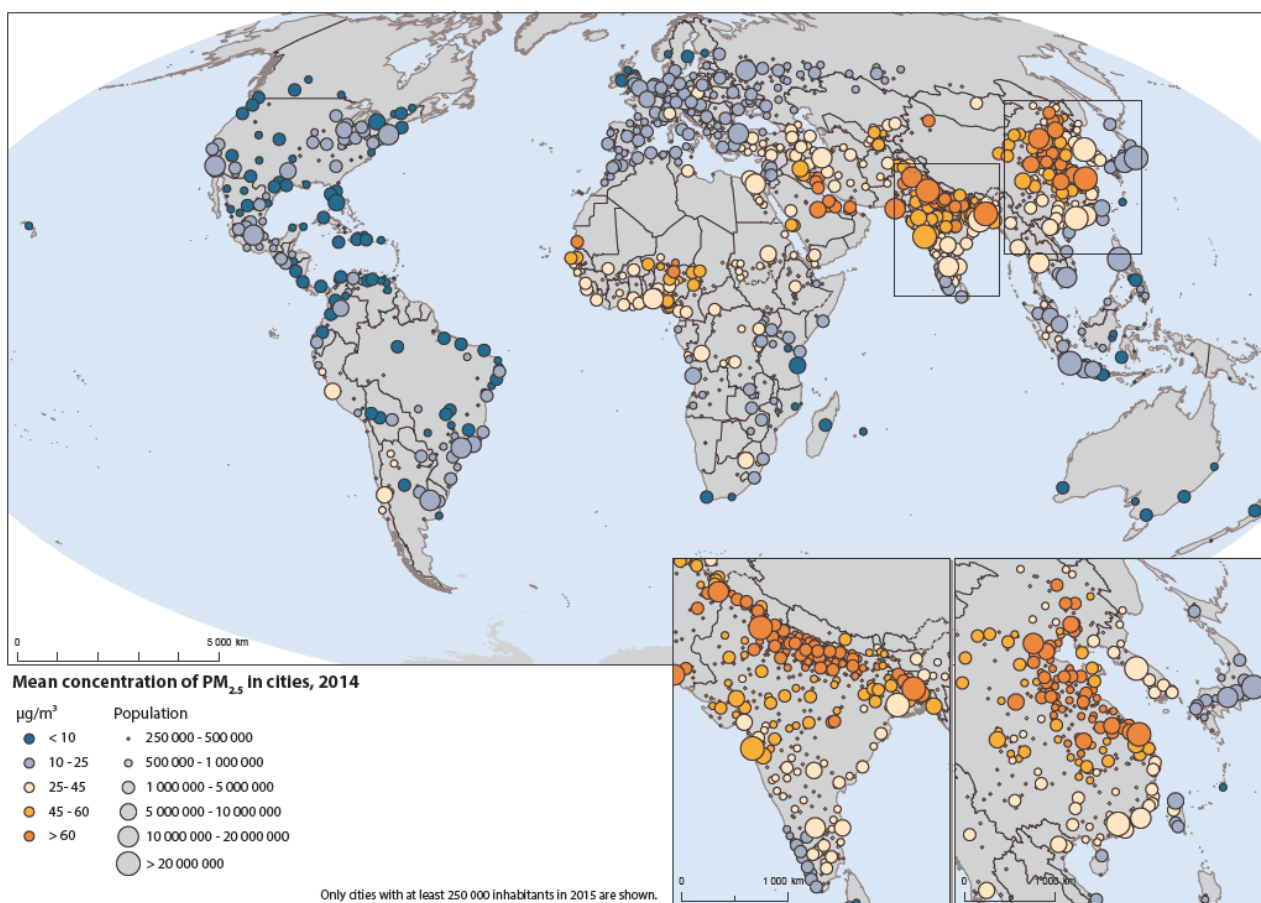 0 5 000 km
Mean concentration of PM2.5 in cities, 2014
µg/m³ Population
< 10 250 000 - 500 000
10 - 25 500 000 - 1 000 000
25- 45 1 000 000 - 5 000 000
45 - 60 5 000 000 - 10 000 000
> 60 10 000 000 - 20 000 000
> 20 000 000
Only cities with at least 250 000 inhabitants in 2015 are shown.
0 1 000 km
0 1 000 km